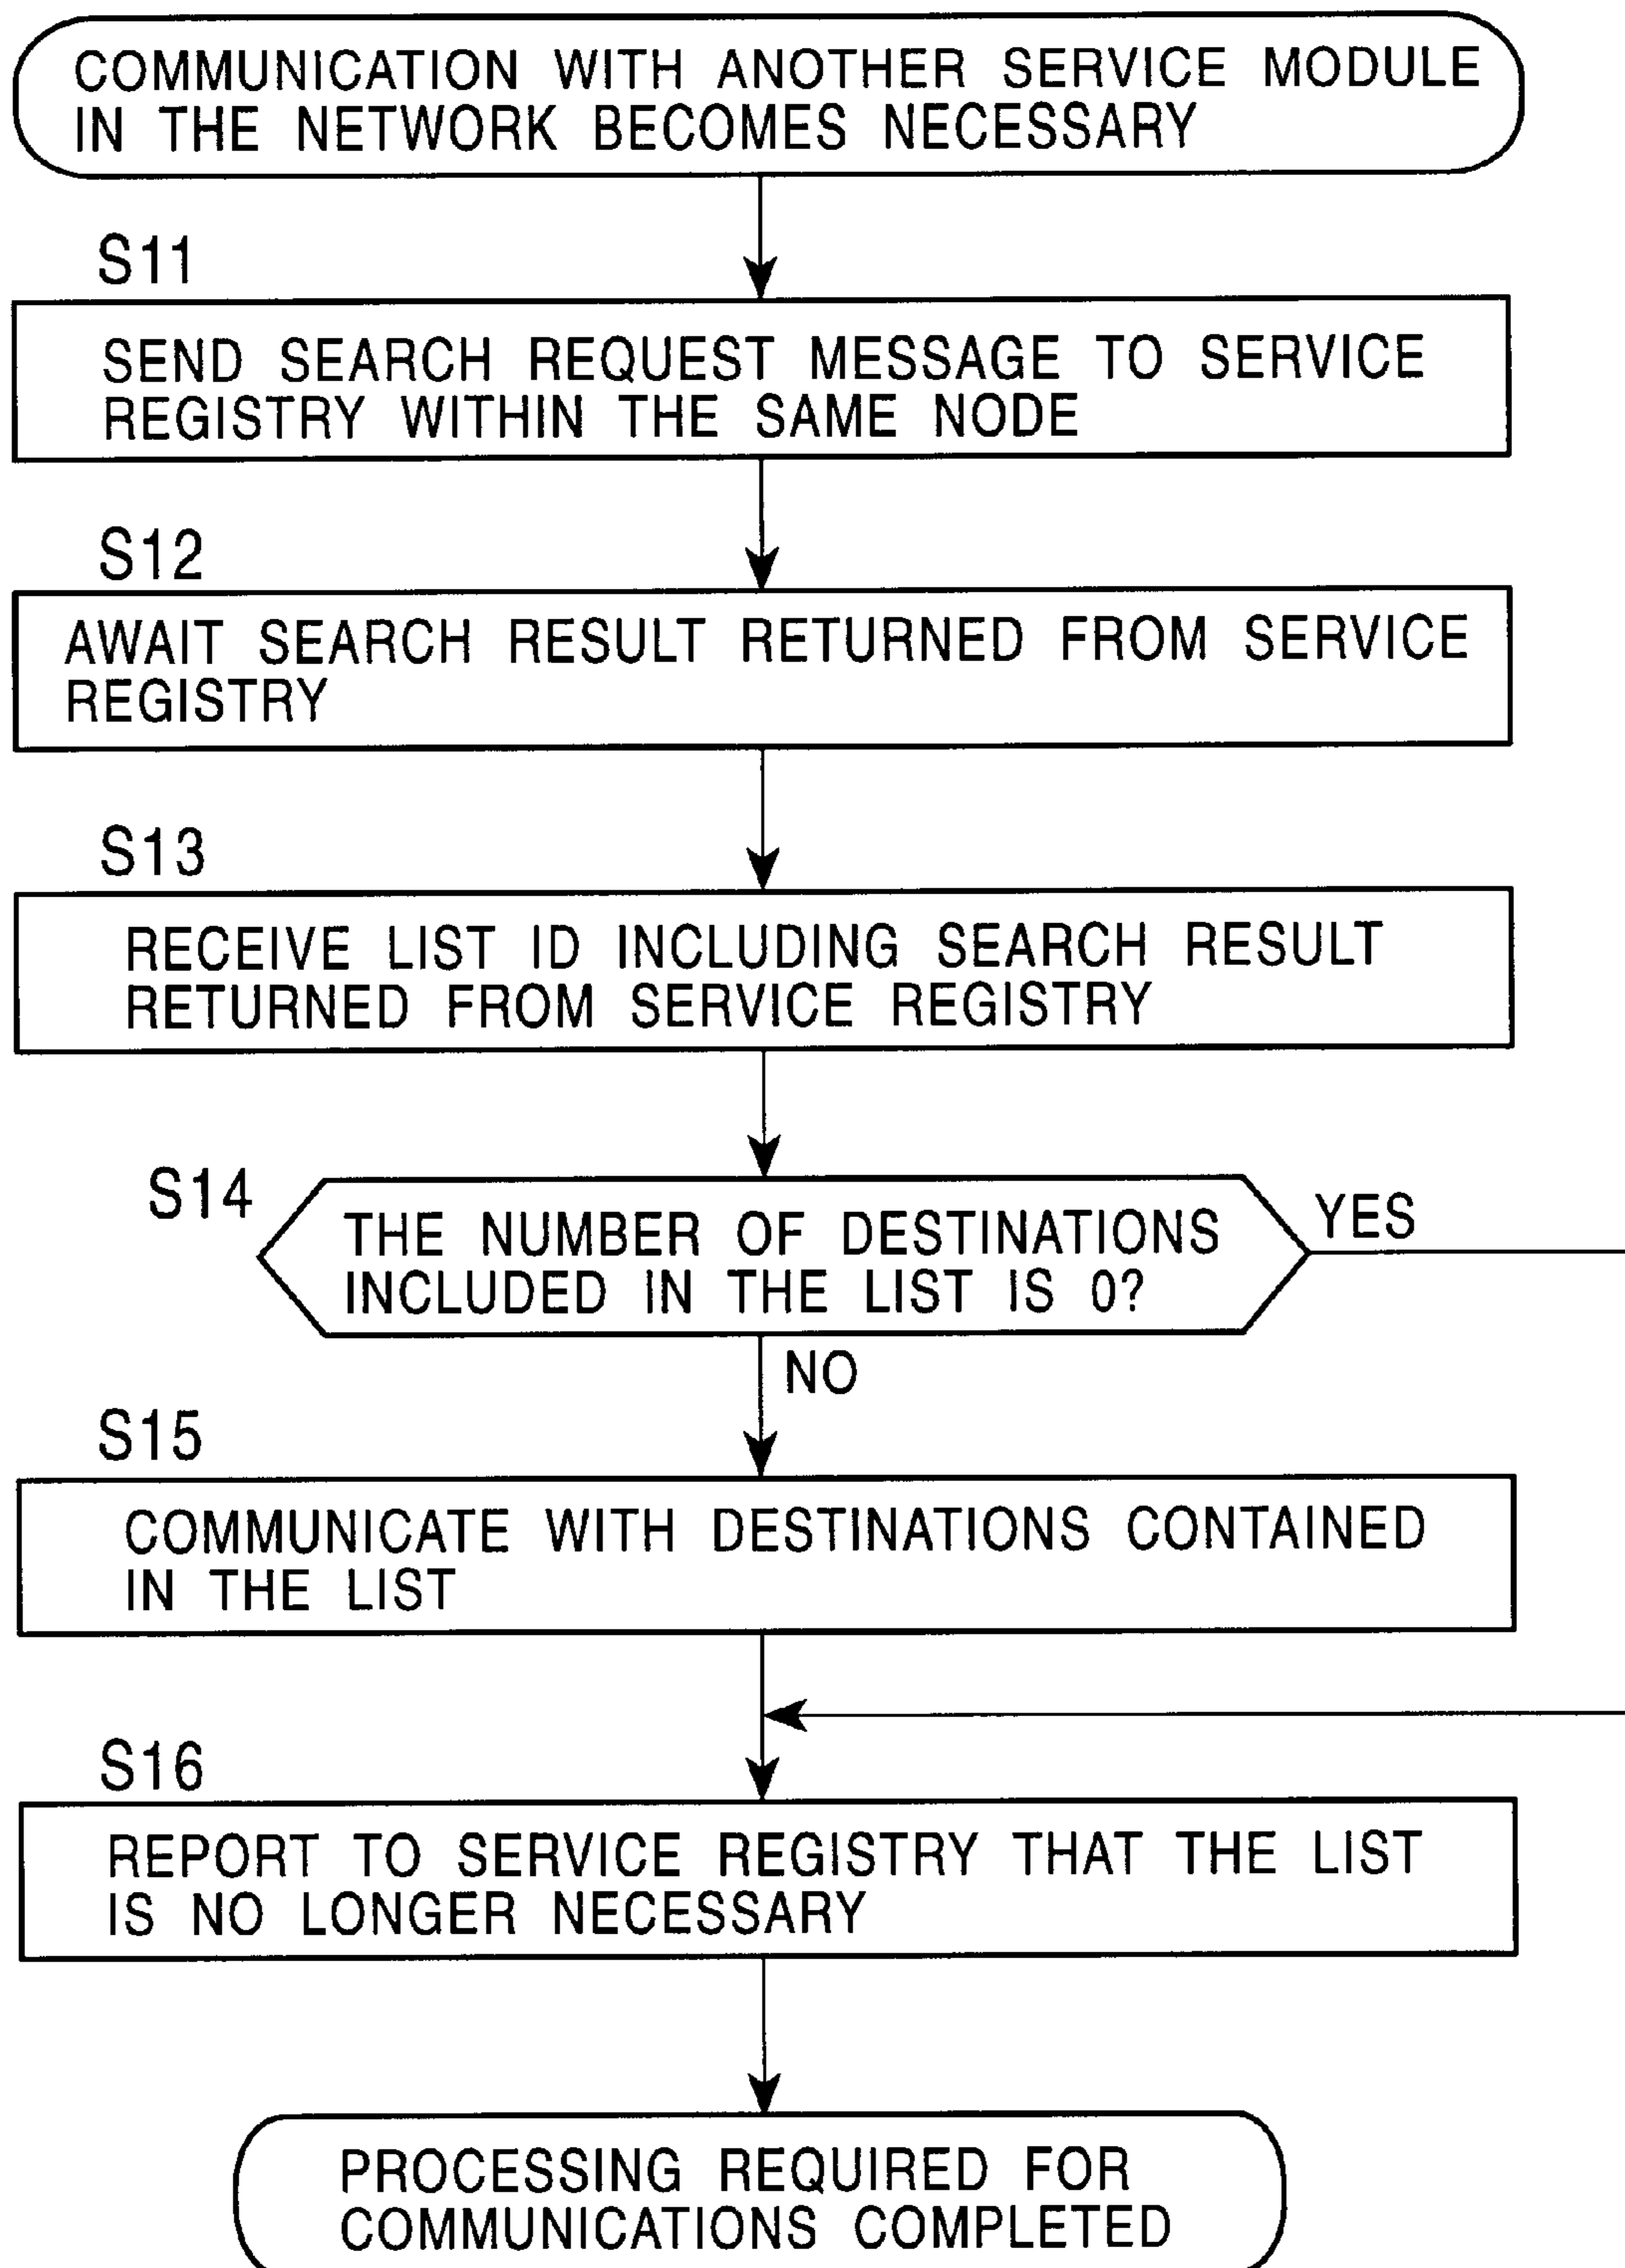 COMMUNICATION WITH ANOTHER SERVICE MODULE
IN THE NETWORK BECOMES NECESSARY
S11
SEND SEARCH REQUEST MESSAGE TO SERVICE
REGISTRY WITHIN THE SAME NODE
S12
AWAIT SEARCH RESULT RETURNED FROM SERVICE
REGISTRY
S13
RECEIVE LIST ID INCLUDING SEARCH RESULT
RETURNED FROM SERVICE REGISTRY
S14
THE NUMBER OF DESTINATIONS
INCLUDED IN THE LIST IS 0?
YES
NO
S15
COMMUNICATE WITH DESTINATIONS CONTAINED
IN THE LIST
S16
REPORT TO SERVICE REGISTRY THAT THE LIST
IS NO LONGER NECESSARY
PROCESSING REQUIRED FOR
COMMUNICATIONS COMPLETED